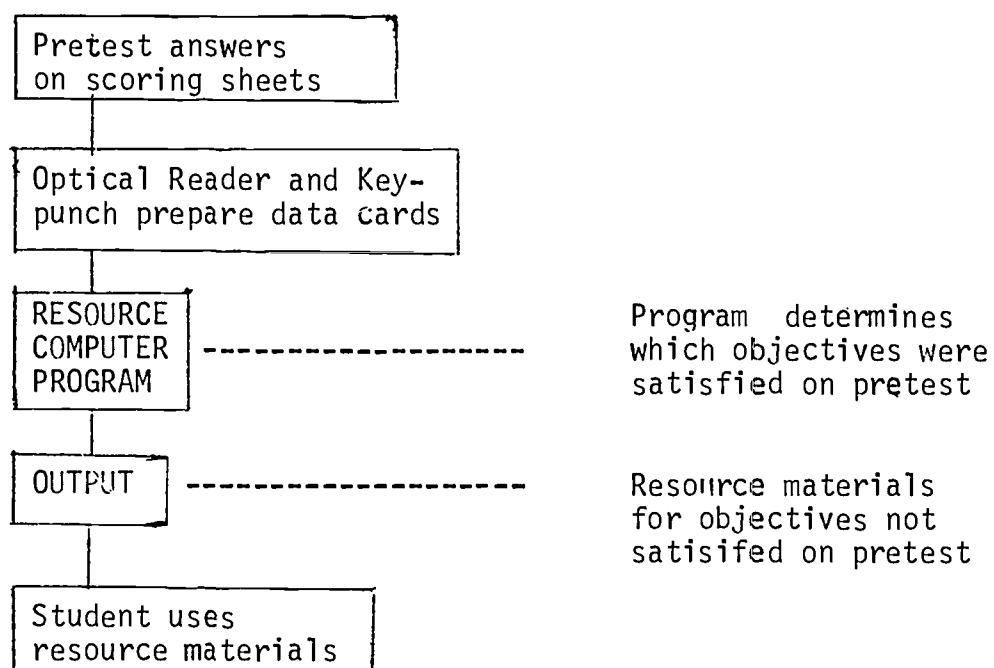 Pretest answers
on scoring sheets
Optical Reader and Key-
punch prepare data cards
RESOURCE
COMPUTER
PROGRAM
Program determines
which objectives were
satisfied on pretest
OUTPUT
Resource materials
for objectives not
satisifed on pretest
Student uses
resource materials